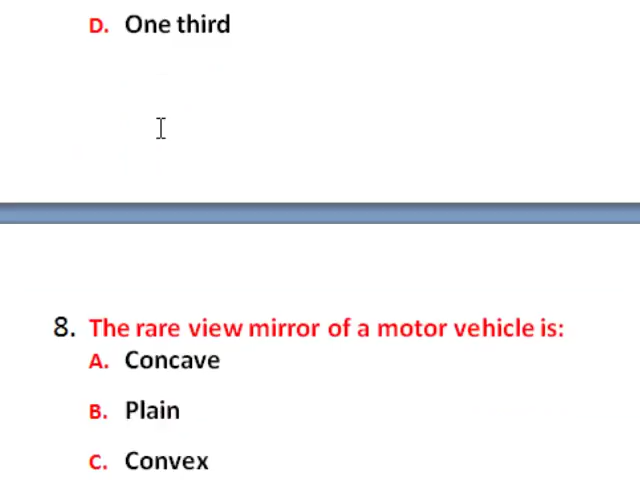 D. One third
8. The rare view mirror of a motor vehicle is:
A. Concave
B. Plain
C. Convex